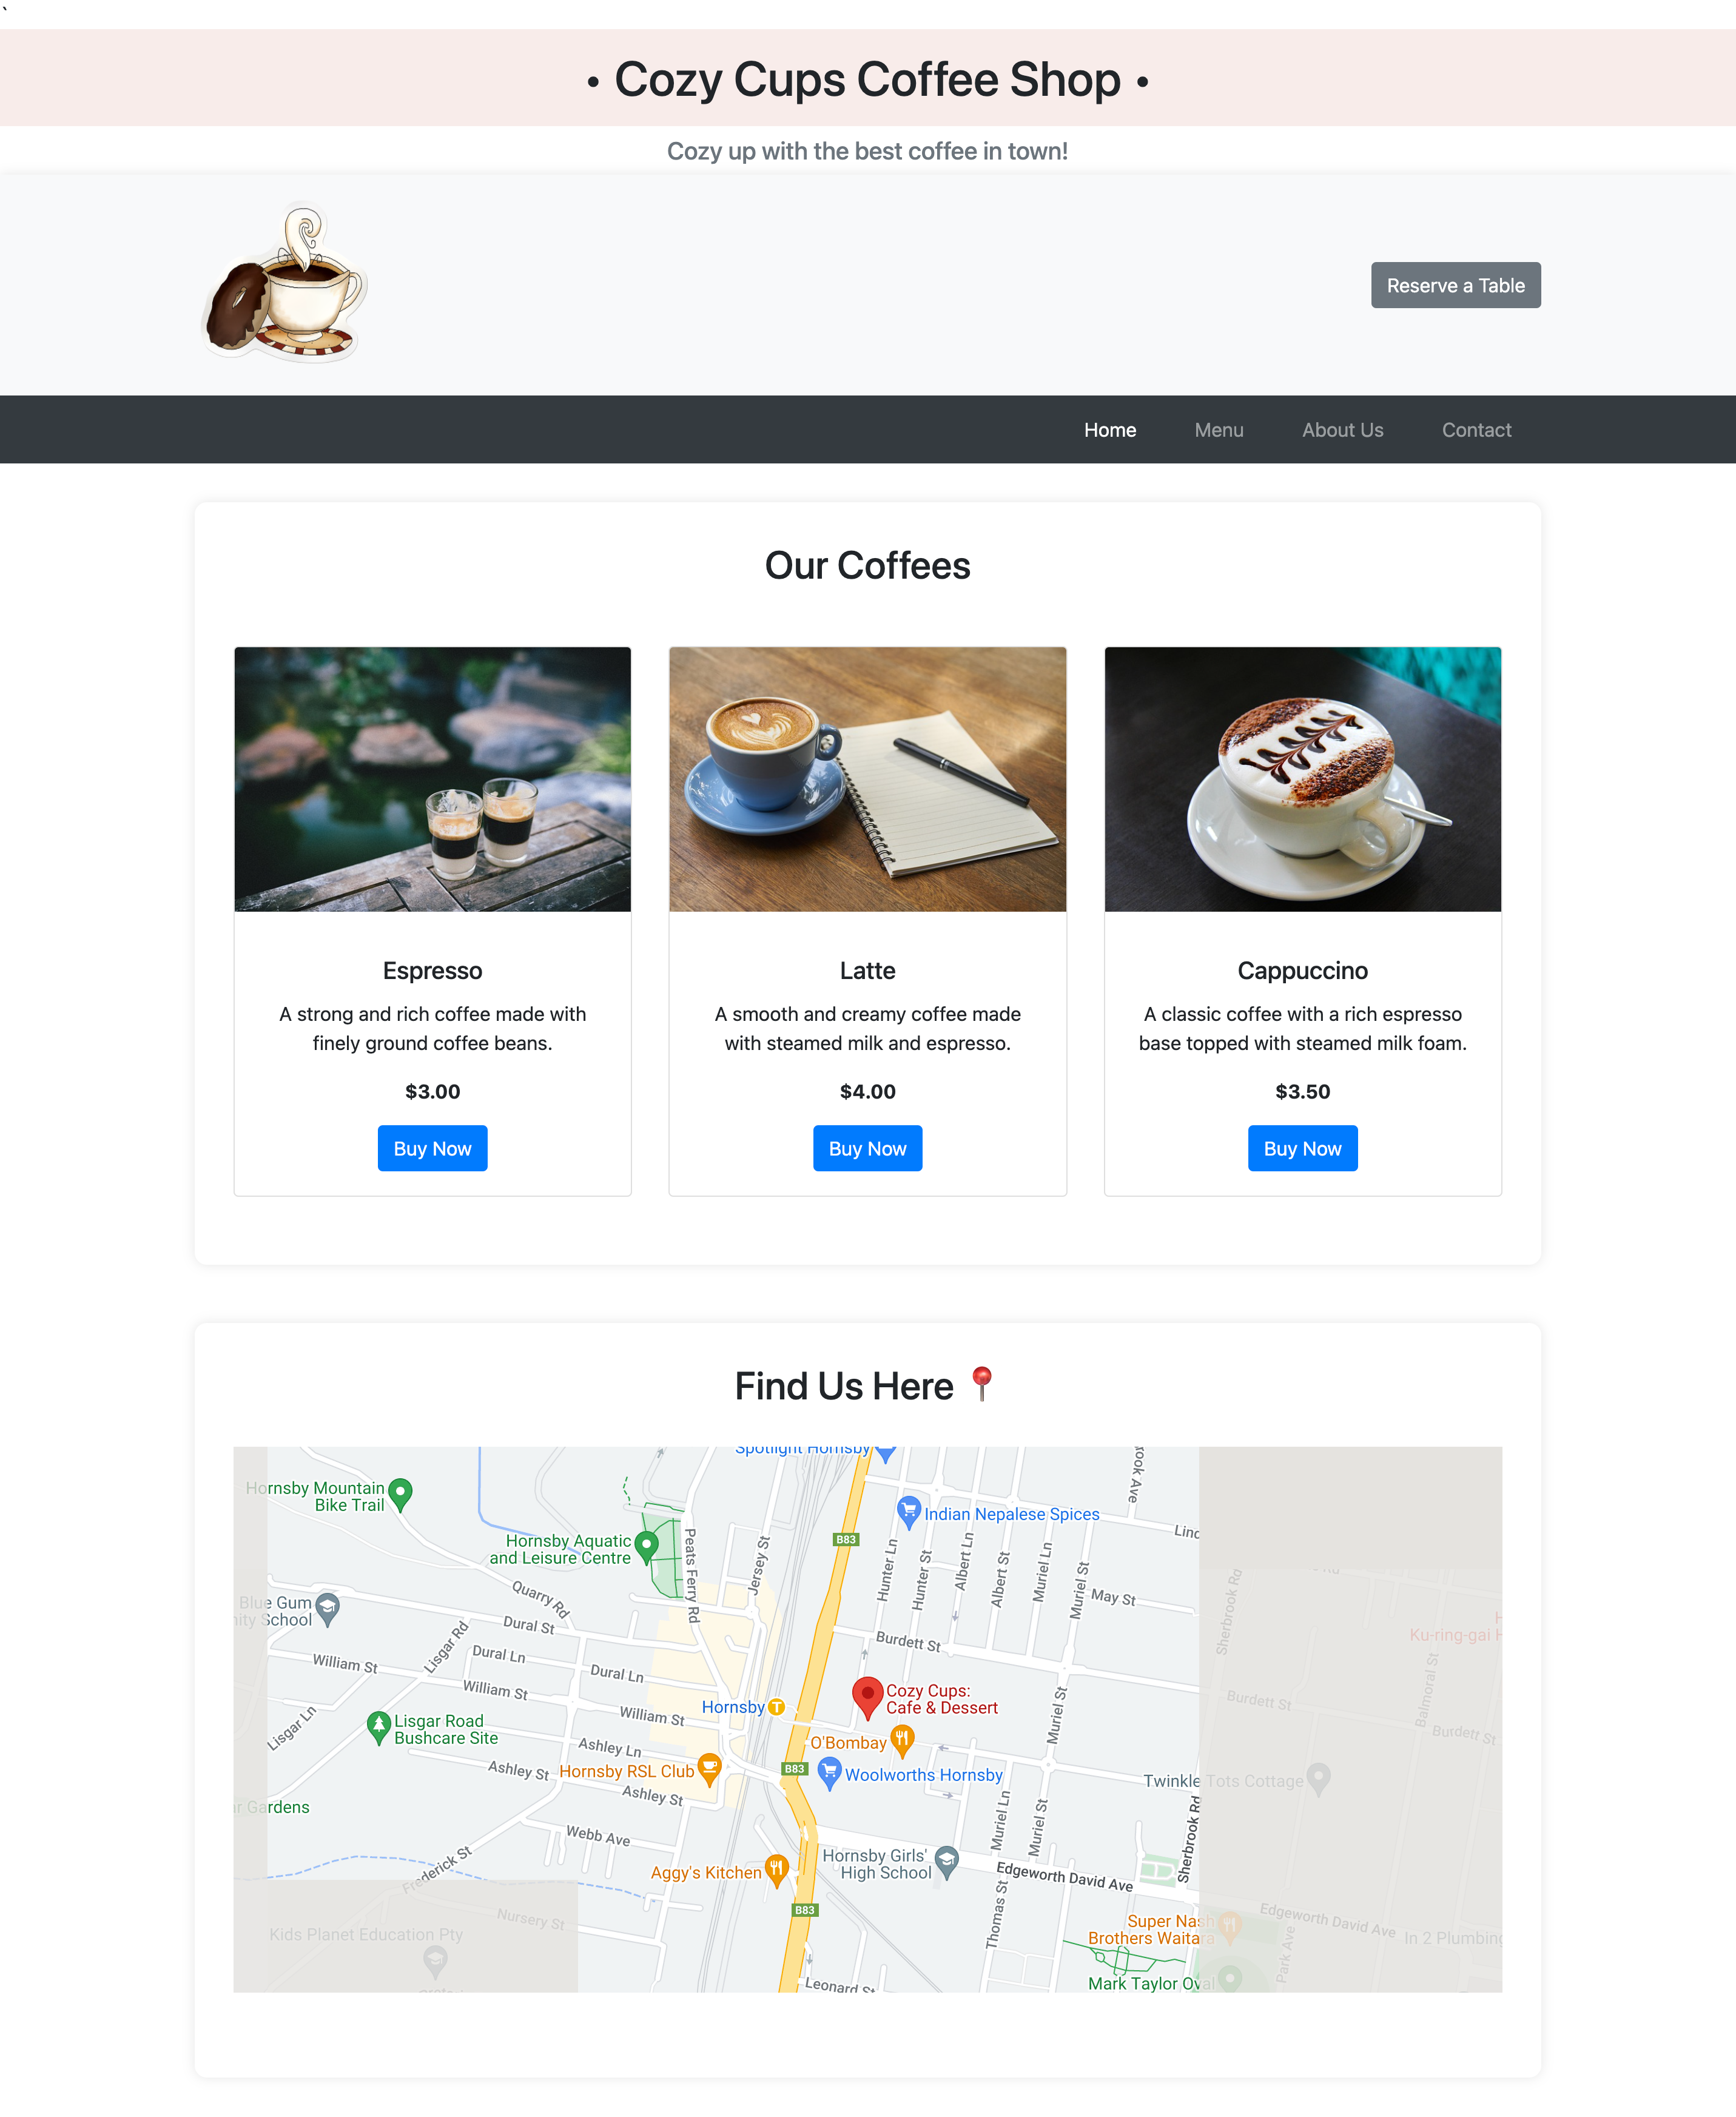 `
• Cozy Cups Coffee Shop •
Cozy up with the best coffee in town!
Reserve a Table
Home
Menu
About Us
Contact
Our Coffees
Espresso
A strong and rich coffee made with
finely ground coffee beans.
$3.00
Buy Now
Latte
A smooth and creamy coffee made
with steamed milk and espresso.
$4.00
Buy Now
Cappuccino
A classic coffee with a rich espresso
base topped with steamed milk foam.
$3.50
Buy Now
Find Us Here 📍
Spotlight Hornsby
Hornsby Mountain
Bike Trail
Indian Nepalese Spices
Hornsby Aquatic
and Leisure Centre
B83
Peats Ferry Rd
Jersey St
Hunter Ln
Hunter St
Albert Ln
Albert St
Muriel Ln
Muriel St
May St
Quarry Rd
Blue Gum
School
Dural St
Lisgar Rd
Dural Ln
Dural Ln
William St
William St
William St
Burdett St
Sherbrook Rd
Ku-ring-gai
Balmoral St
Burdett St
Burdett St
Cozy Cups:
Cafe & Dessert
Hornsby
Lisgar Ln
Lisgar Road
Bushcare Site
O'Bombay
Muriel St
Ashley Ln
Ashley St
Hornsby RSL Club
Ashley St
B83
Woolworths Hornsby
Twinkle Tots Cottage
Gardens
Webb Ave
Muriel Ln
Muriel St
Sherbrook Rd
Frederick St
Aggy's Kitchen
Hornsby Girls'
High School
Edgeworth David Ave
B83
Nursery St
Kids Planet Education Pty
Thomas St
Super Nash
Brothers Waitara
Edgeworth David Ave
Park Ave
In 2 Plumbing
Mark Taylor Oval
Leonard St